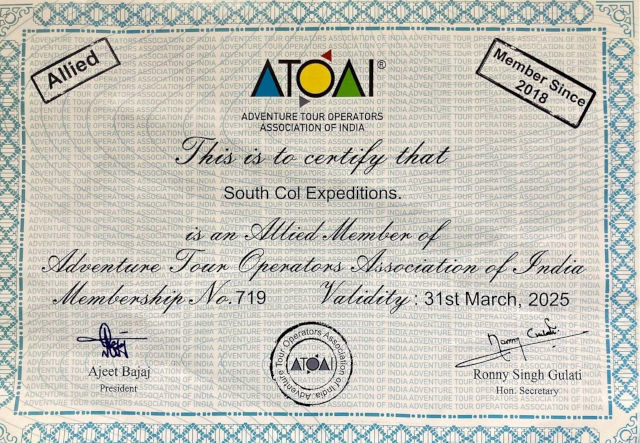 Allied
Member Since
2018
ATOAI®
ADVENTURE TOUR OPERATORS
ASSOCIATION OF INDIA
This is to certify that
South Col Expeditions.
is an Allied Member of
Adventure Tour Operators Association of India
Membership No. 719 Validity : 31st March, 2025
Ajeet Bajaj
President
Adventure Tour Operators Association of India.
ATOAI
Ronny Singh Gulati
Hon. Secretary